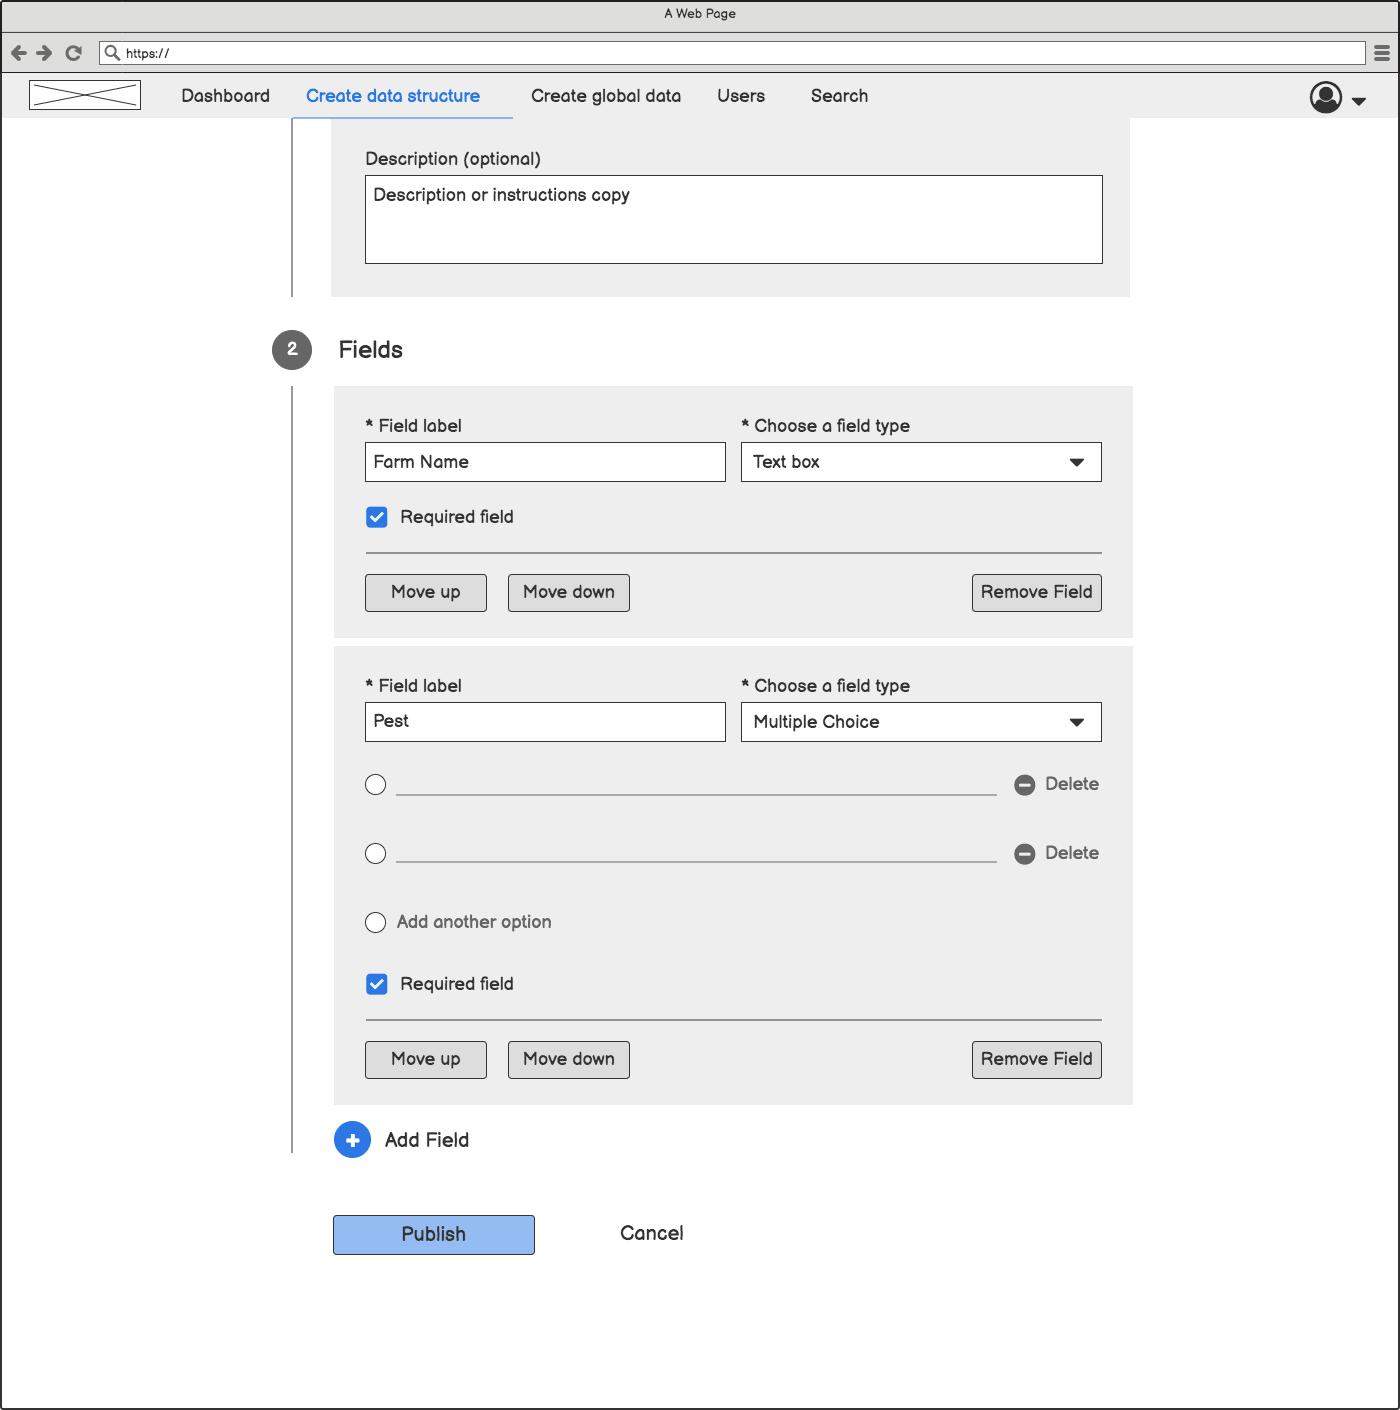 A Web Page
https://
Dashboard Create data structure Create global data Users Search
Description (optional)
Description or instructions copy
2 Fields
* Field label * Choose a field type
Farm Name Text box
Required field
Move up Move down Remove Field
* Field label * Choose a field type
Pest Multiple Choice
Delete
Delete
Add another option
Required field
Move up Move down Remove Field
Add Field
Publish Cancel